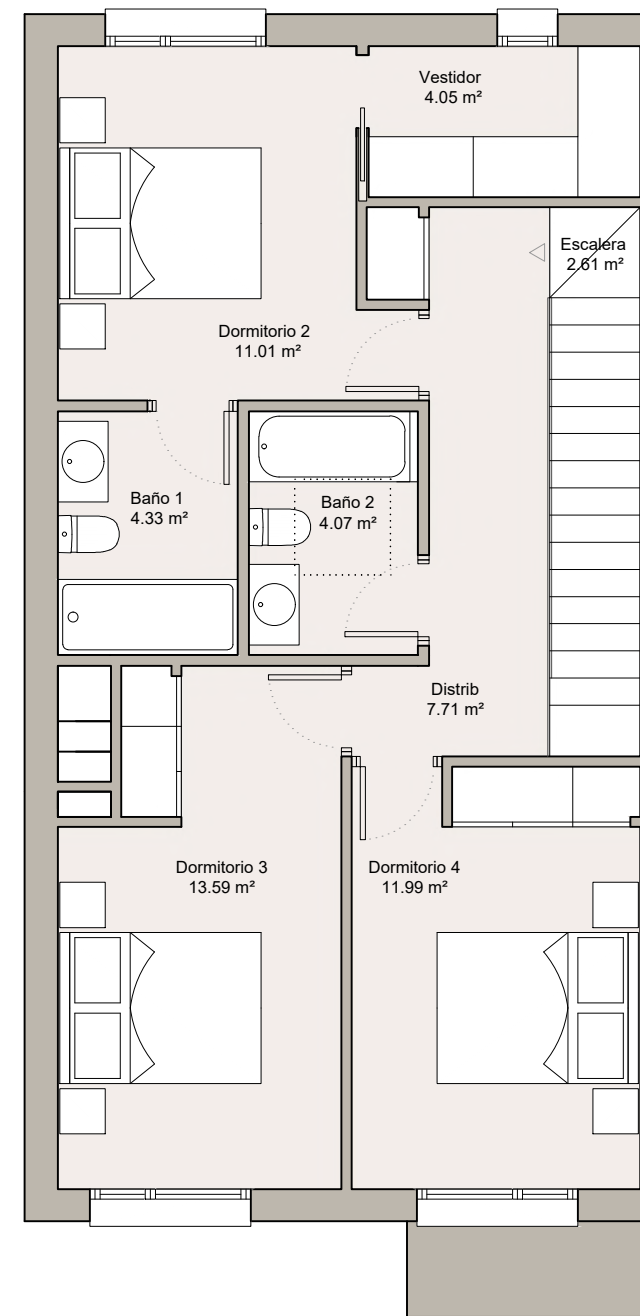 Vestidor
4.05 m²
Escalera
2.61 m²
Dormitorio 2
11.01 m²
Baño 1
4.33 m²
Baño 2
4.07 m²
Distrib
7.71 m²
Dormitorio 3
13.59 m²
Dormitorio 4
11.99 m²